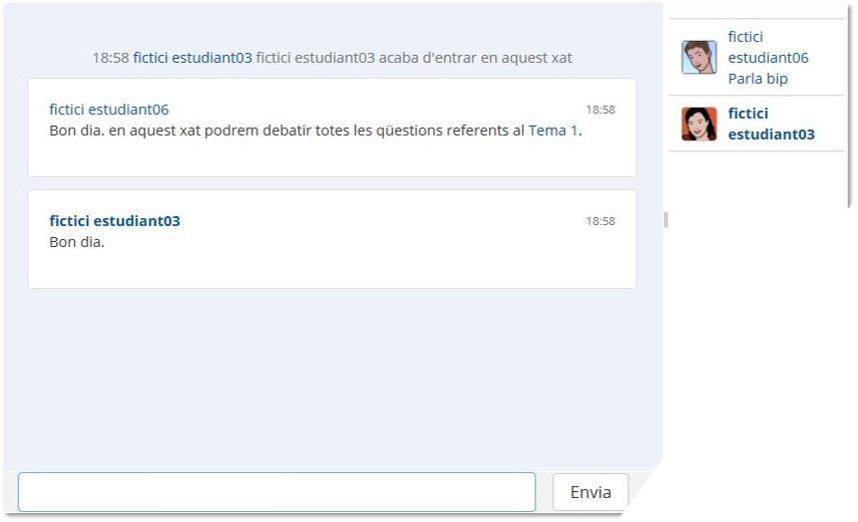 18:58 fictici estudiant03 fictici estudiant03 acaba d'entrar en aquest xat
fictici estudiant06 18:58
Bon dia. en aquest xat podrem debatir totes les qüestions referents al Tema 1.
fictici estudiant03 18:58
Bon dia.
Envia
fictici
estudiant06
Parla bip
fictici
estudiant03